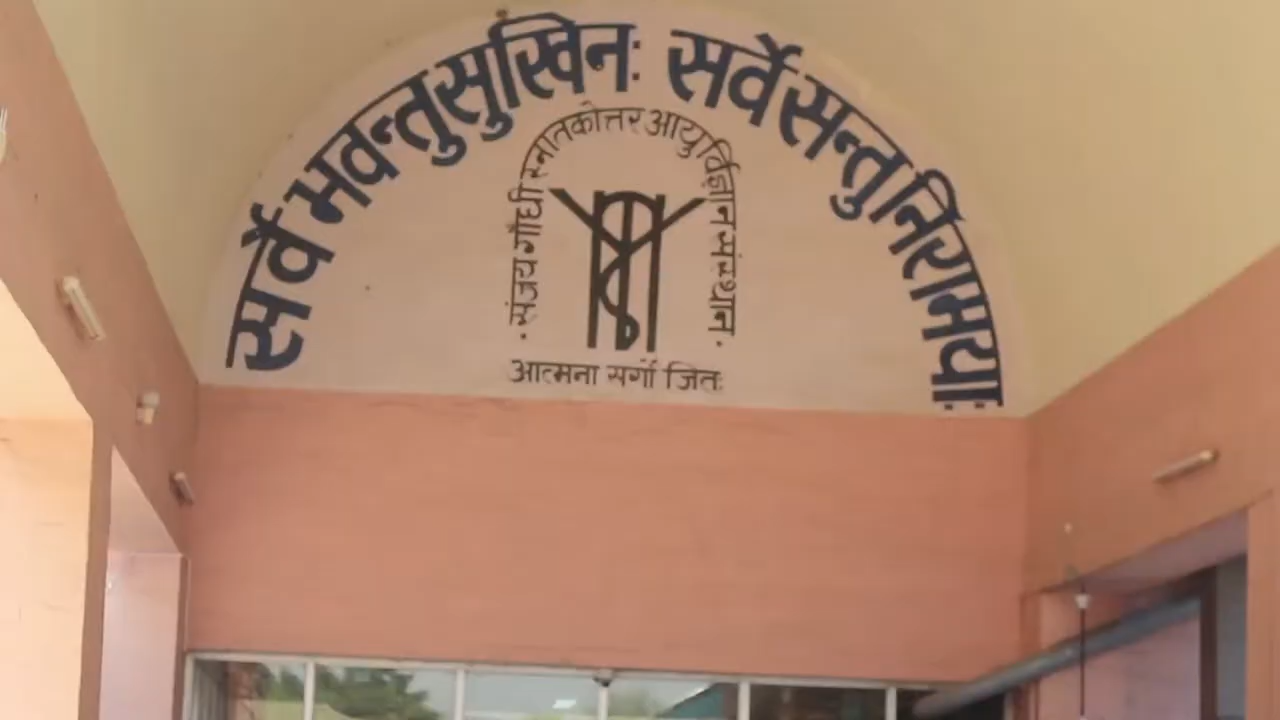 सर्वे भवन्तु सुखिनः सर्वे सन्तु निरामयाः
संजय गाँधी स्नातकोत्तर आयुर्विज्ञान संस्थान
आत्मना सर्गो जितः